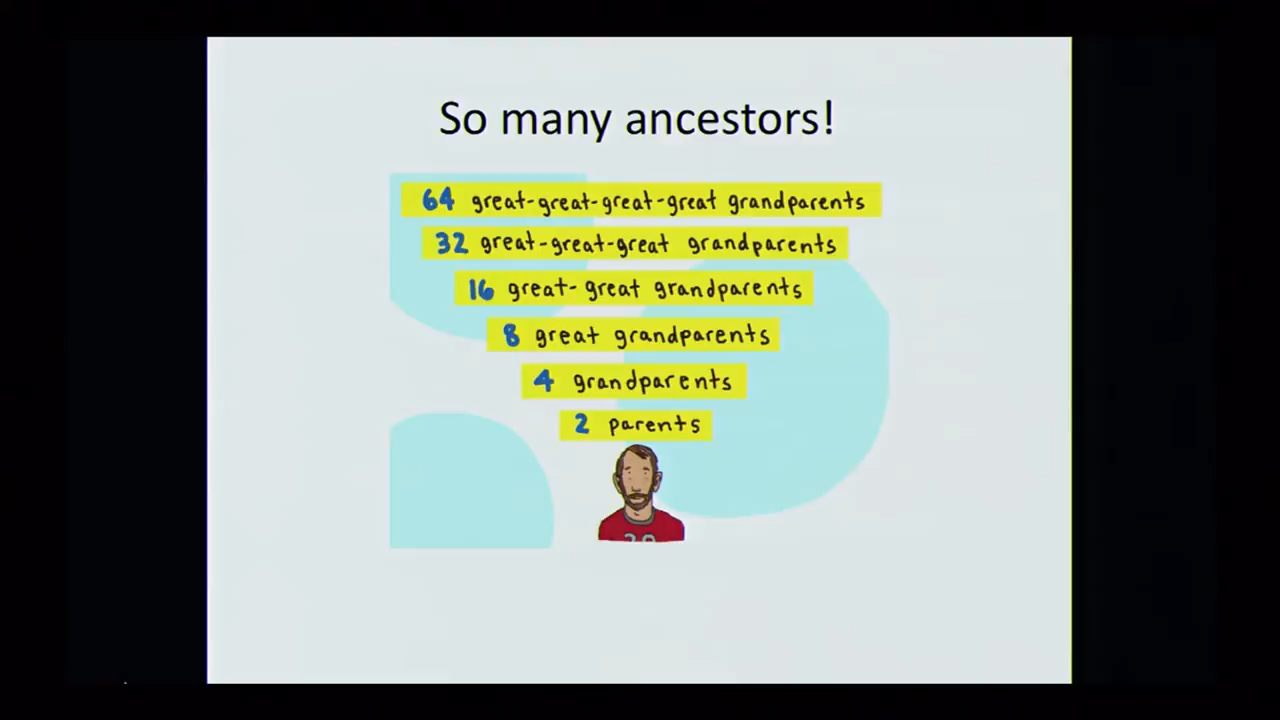 So many ancestors!
64 great-great-great-great grandparents
32 great-great-great grandparents
16 great-great grandparents
8 great grandparents
4 grandparents
2 parents